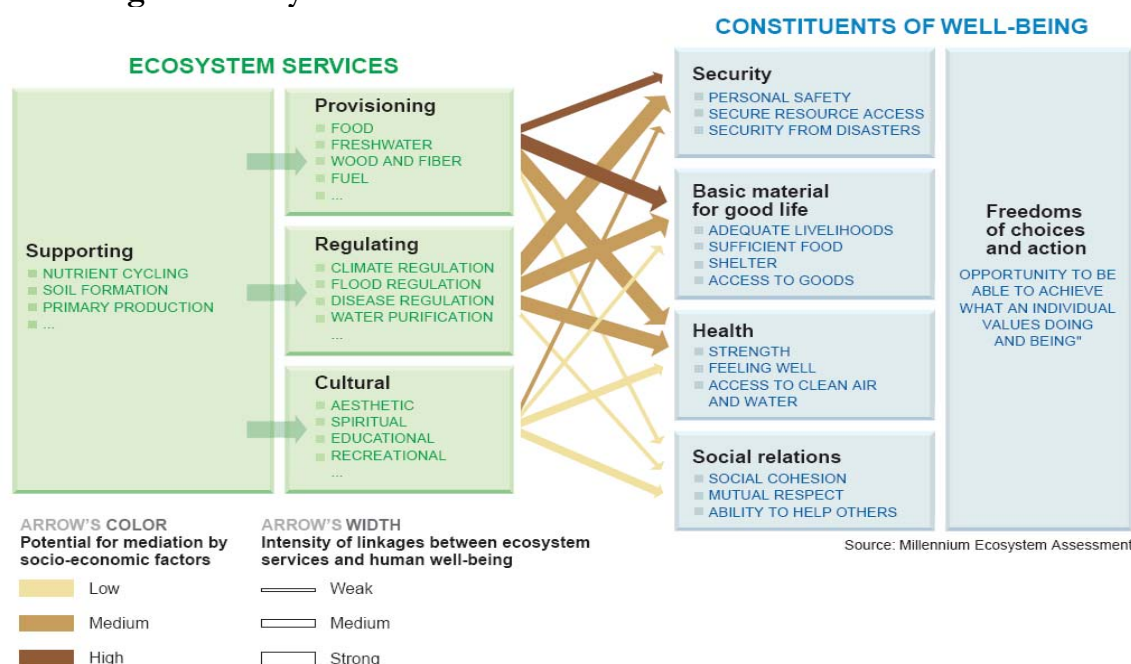 CONSTITUENTS OF WELL-BEING
ECOSYSTEM SERVICES
Supporting
NUTRIENT CYCLING
SOIL FORMATION
PRIMARY PRODUCTION
...
Provisioning
FOOD
FRESHWATER
WOOD AND FIBER
FUEL
...
Regulating
CLIMATE REGULATION
FLOOD REGULATION
DISEASE REGULATION
WATER PURIFICATION
...
Cultural
AESTHETIC
SPIRITUAL
EDUCATIONAL
RECREATIONAL
...
Security
PERSONAL SAFETY
SECURE RESOURCE ACCESS
SECURITY FROM DISASTERS
Basic material
for good life
ADEQUATE LIVELIHOODS
SUFFICIENT FOOD
SHELTER
ACCESS TO GOODS
Health
STRENGTH
FEELING WELL
ACCESS TO CLEAN AIR
AND WATER
Social relations
SOCIAL COHESION
MUTUAL RESPECT
ABILITY TO HELP OTHERS
Freedoms
of choices
and action
OPPORTUNITY TO BE
ABLE TO ACHIEVE
WHAT AN INDIVIDUAL
VALUES DOING
AND BEING"
Source: Millennium Ecosystem Assessment
ARROW'S COLOR
Potential for mediation by
socio-economic factors
Low
Medium
High
ARROW'S WIDTH
Intensity of linkages between ecosystem
services and human well-being
Weak
Medium
Strong